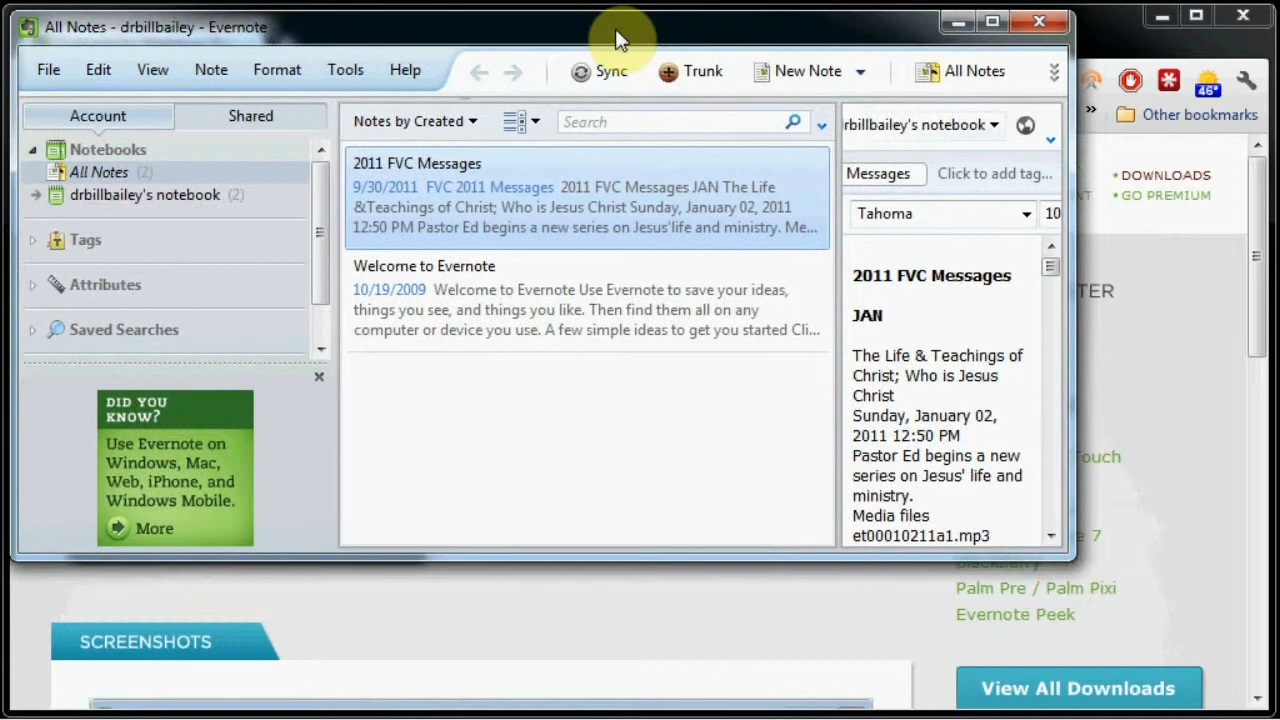 All Notes - drbillbailey - Evernote
File Edit View Note Format Tools Help
Sync Trunk New Note All Notes
46°
» Other bookmarks
Account Shared
Notebooks
All Notes (2)
drbillbailey's notebook (2)
Tags
Attributes
Saved Searches
DID YOU
KNOW?
Use Evernote on
Windows, Mac,
Web, iPhone, and
Windows Mobile.
More
Notes by Created Search
2011 FVC Messages
9/30/2011 FVC 2011 Messages 2011 FVC Messages JAN The Life
&Teachings of Christ; Who is Jesus Christ Sunday, January 02, 2011
12:50 PM Pastor Ed begins a new series on Jesus'life and ministry. Me...
Welcome to Evernote
10/19/2009 Welcome to Evernote Use Evernote to save your ideas,
things you see, and things you like. Then find them all on any
computer or device you use. A few simple ideas to get you started Cli...
rbillbailey's notebook
Messages Click to add tag...
Tahoma 10
2011 FVC Messages
JAN
The Life & Teachings of
Christ; Who is Jesus
Christ
Sunday, January 02,
2011 12:50 PM
Pastor Ed begins a new
series on Jesus' life and
ministry.
Media files
et00010211a1.mp3
DOWNLOADS
NT GO PREMIUM
TER
Touch
e 7
Palm Pre / Palm Pixi
Evernote Peek
View All Downloads
SCREENSHOTS